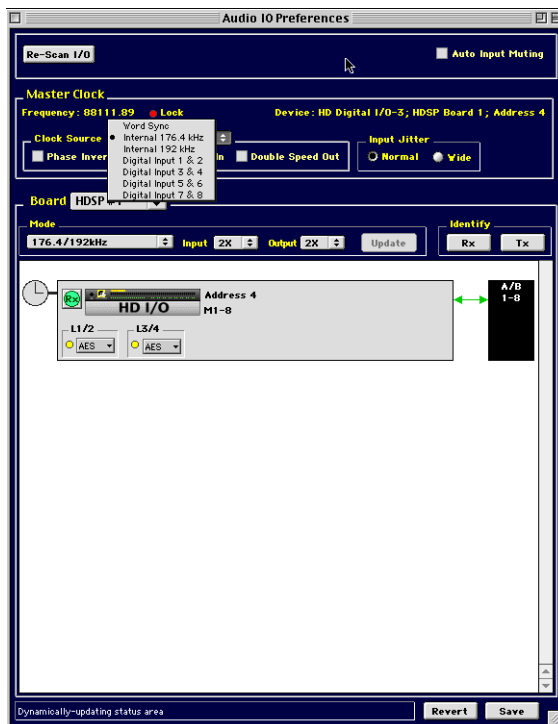 Audio IO Preferences
Re-Scan I/O
Auto Input Muting
Master Clock
Frequency: 88111.89 Lock Device: HD Digital I/O-3; HDSP Board 1; Address 4
Clock Source
Word Sync
Internal 176.4 kHz
Internal 192 kHz
Digital Input 1 & 2
Digital Input 3 & 4
Digital Input 5 & 6
Digital Input 7 & 8
Phase Inver
In
Double Speed Out
Input Jitter
Normal Wide
Board HDSP #1
Mode
176.4/192kHz Input 2X Output 2X Update
Identify
Rx Tx
Rx
HD I/O
Address 4
M1-8
A/B
1-8
L1/2 L3/4
AES AES
Dynamically-updating status area
Revert Save